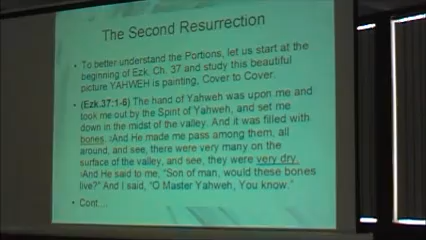 The Second Resurrection
• To better understand the Portions, let us start at the
beginning of Ezk. Ch. 37 and study this beautiful
picture YAHWEH is painting, Cover to Cover.
• (Ezk.37:1-6) The hand of Yahweh was upon me and
took me out by the Spirit of Yahweh, and set me
down in the midst of the valley. And it was filled with
bones. 2And He made me pass among them, all
around, and see, there were very many on the
surface of the valley, and see, they were very dry.
3And He said to me, "Son of man, would these bones
live?" And I said, "O Master Yahweh, You know."
• Cont...